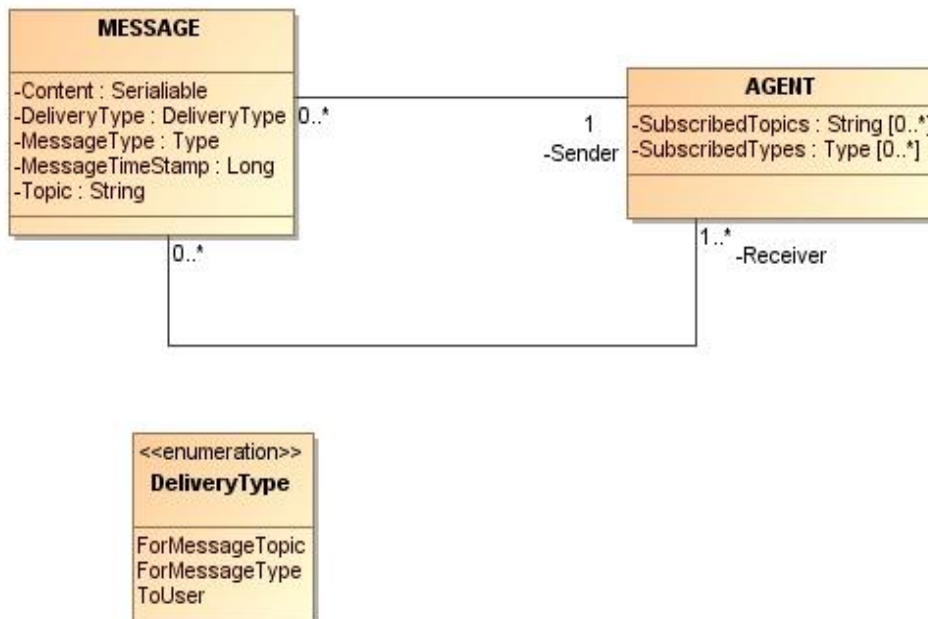 MESSAGE
-Content : Serialiable
-DeliveryType : DeliveryType
-MessageType : Type
-MessageTimeStamp : Long
-Topic : String
0..*
1
-Sender
AGENT
-SubscribedTopics : String [0..*]
-SubscribedTypes : Type [0..*]
0..*
1..*
-Receiver
<<enumeration>>
DeliveryType
ForMessageTopic
ForMessageType
ToUser